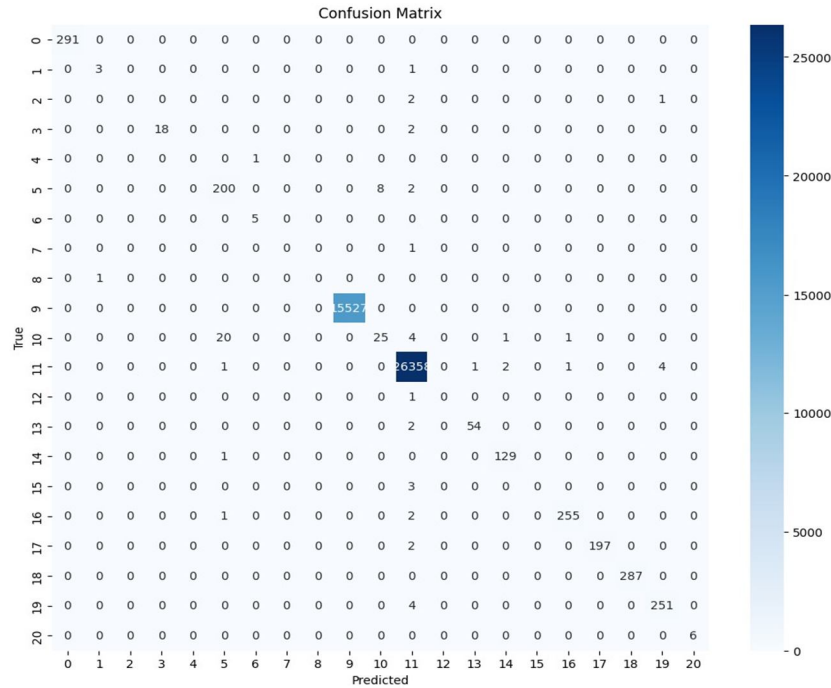 Confusion Matrix
0 291 0 0 0 0 0 0 0 0 0 0 0 0 0 0 0 0 0 0 0 0
1 0 3 0 0 0 0 0 0 0 0 0 1 0 0 0 0 0 0 0 0 0
2 0 0 0 0 0 0 0 0 0 0 0 2 0 0 0 0 0 0 0 1 0
3 0 0 0 18 0 0 0 0 0 0 0 2 0 0 0 0 0 0 0 0 0
4 0 0 0 0 0 0 1 0 0 0 0 0 0 0 0 0 0 0 0 0 0
5 0 0 0 0 0 200 0 0 0 0 8 2 0 0 0 0 0 0 0 0 0
6 0 0 0 0 0 0 5 0 0 0 0 0 0 0 0 0 0 0 0 0 0
7 0 0 0 0 0 0 0 0 0 0 0 1 0 0 0 0 0 0 0 0 0
8 0 1 0 0 0 0 0 0 0 0 0 0 0 0 0 0 0 0 0 0 0
9 0 0 0 0 0 0 0 0 0 15527 0 0 0 0 0 0 0 0 0 0 0
10 0 0 0 0 0 20 0 0 0 0 25 4 0 0 1 0 1 0 0 0 0
11 0 0 0 0 0 1 0 0 0 0 0 26358 0 1 2 0 1 0 0 4 0
12 0 0 0 0 0 0 0 0 0 0 0 1 0 0 0 0 0 0 0 0 0
13 0 0 0 0 0 0 0 0 0 0 0 2 0 54 0 0 0 0 0 0 0
14 0 0 0 0 0 1 0 0 0 0 0 0 0 0 129 0 0 0 0 0 0
15 0 0 0 0 0 0 0 0 0 0 0 3 0 0 0 0 0 0 0 0 0
16 0 0 0 0 0 1 0 0 0 0 0 2 0 0 0 0 255 0 0 0 0
17 0 0 0 0 0 0 0 0 0 0 0 2 0 0 0 0 0 197 0 0 0
18 0 0 0 0 0 0 0 0 0 0 0 0 0 0 0 0 0 0 287 0 0
19 0 0 0 0 0 0 0 0 0 0 0 4 0 0 0 0 0 0 0 251 0
20 0 0 0 0 0 0 0 0 0 0 0 0 0 0 0 0 0 0 0 0 6
0 1 2 3 4 5 6 7 8 9 10 11 12 13 14 15 16 17 18 19 20
Predicted
True
25000
20000
15000
10000
5000
0